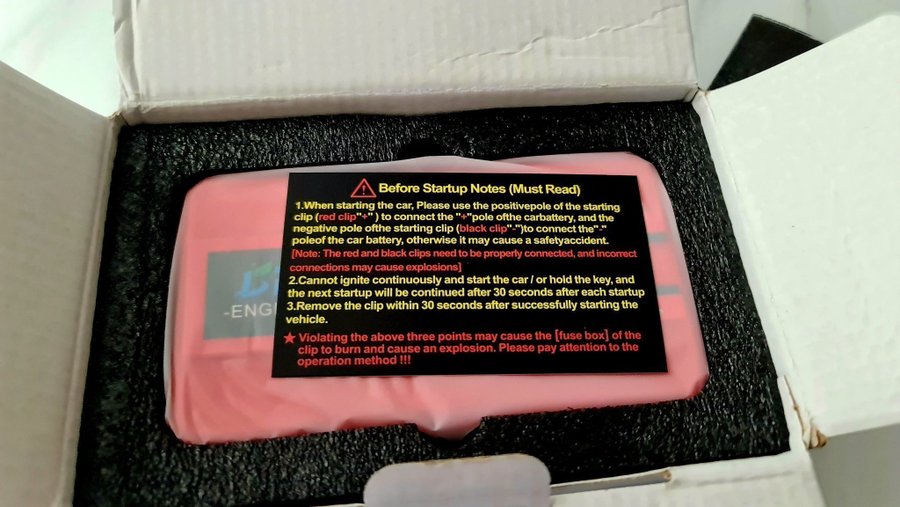 Before Startup Notes (Must Read)
1.When starting the car, Please use the positivepole of the starting
clip (red clip"+" ) to connect the "+"pole ofthe carbattery, and the
negative pole ofthe starting clip (black clip"-")to connect the"-"
poleof the car battery, otherwise it may cause a safetyaccident.
[Note: The red and black clips need to be properly connected, and incorrect
connections may cause explosions]
2.Cannot ignite continuously and start the car / or hold the key, and
the next startup will be continued after 30 seconds after each startup
3.Remove the clip within 30 seconds after successfully starting the
vehicle.
★ Violating the above three points may cause the [fuse box] of the
clip to burn and cause an explosion. Please pay attention to the
operation method !!!